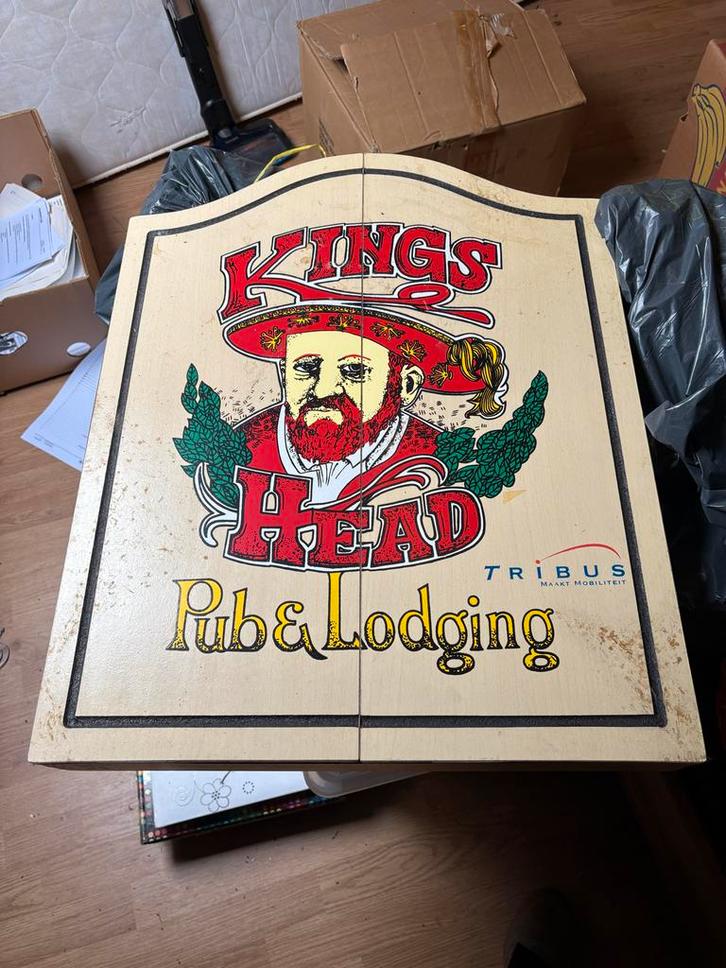 KINGS
HEAD
TRIBUS
MAAKT MOBILITEIT
Pub & Lodging